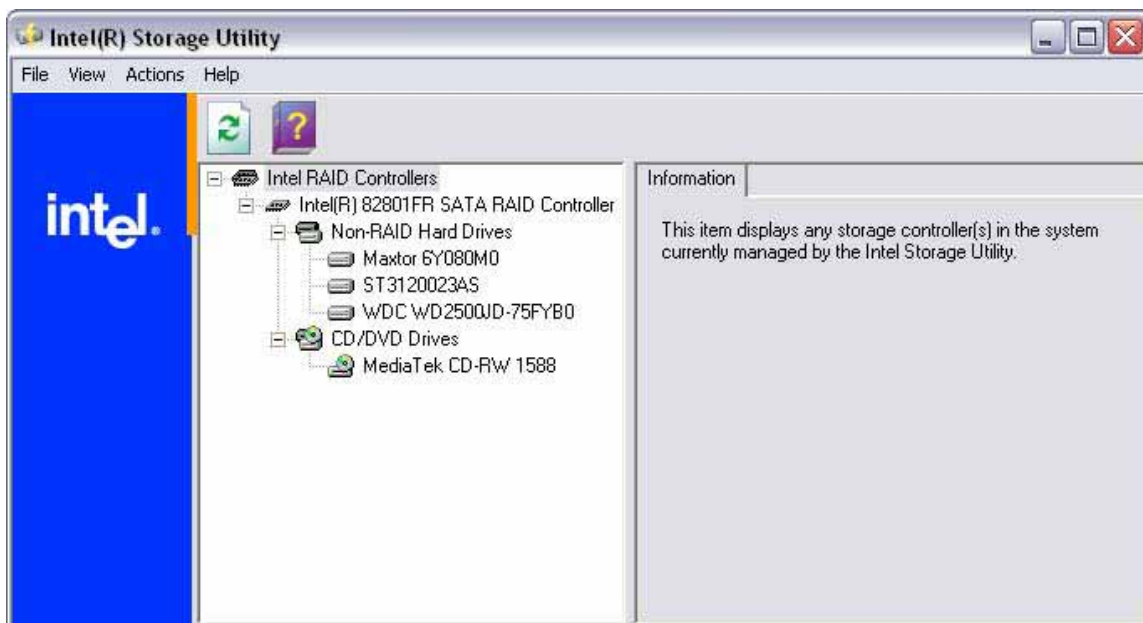 Intel(R) Storage Utility
File View Actions Help
intel.
?
Intel RAID Controllers
Intel(R) 82801FR SATA RAID Controller
Non-RAID Hard Drives
Maxtor 6Y080M0
ST3120023AS
WDC WD2500JD-75FYB0
CD/DVD Drives
MediaTek CD-RW 1588
Information
This item displays any storage controller(s) in the system
currently managed by the Intel Storage Utility.